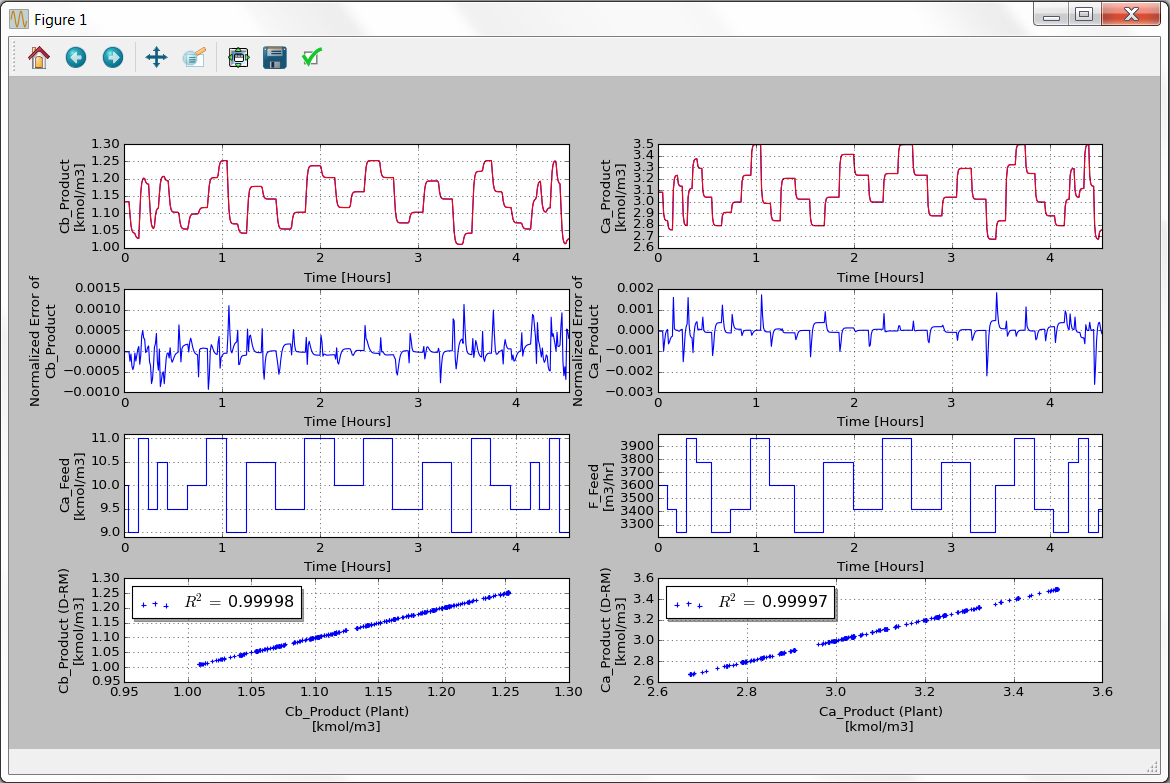 Figure 1
Cb_Product
[kmol/m3]
1.30
1.25
1.20
1.15
1.10
1.05
1.00
0 1 2 3 4
Time [Hours]
Ca_Product
[kmol/m3]
3.5
3.4
3.3
3.2
3.1
3.0
2.9
2.8
2.7
2.6
0 1 2 3 4
Time [Hours]
Normalized Error of
Cb_Product
0.0015
0.0010
0.0005
0.0000
−0.0005
−0.0010
0 1 2 3 4
Time [Hours]
Normalized Error of
Ca_Product
0.002
0.001
0.000
−0.001
−0.002
−0.003
0 1 2 3 4
Time [Hours]
Ca_Feed
[kmol/m3]
11.0
10.5
10.0
9.5
9.0
0 1 2 3 4
Time [Hours]
F_Feed
[m3/hr]
3900
3800
3700
3600
3500
3400
3300
0 1 2 3 4
Time [Hours]
Cb_Product (D-RM)
[kmol/m3]
1.30
1.25
1.20
1.15
1.10
1.05
1.00
0.95
R² = 0.99998
0.95 1.00 1.05 1.10 1.15 1.20 1.25 1.30
Cb_Product (Plant)
[kmol/m3]
Ca_Product (D-RM)
[kmol/m3]
3.6
3.4
3.2
3.0
2.8
2.6
R² = 0.99997
2.6 2.8 3.0 3.2 3.4 3.6
Ca_Product (Plant)
[kmol/m3]